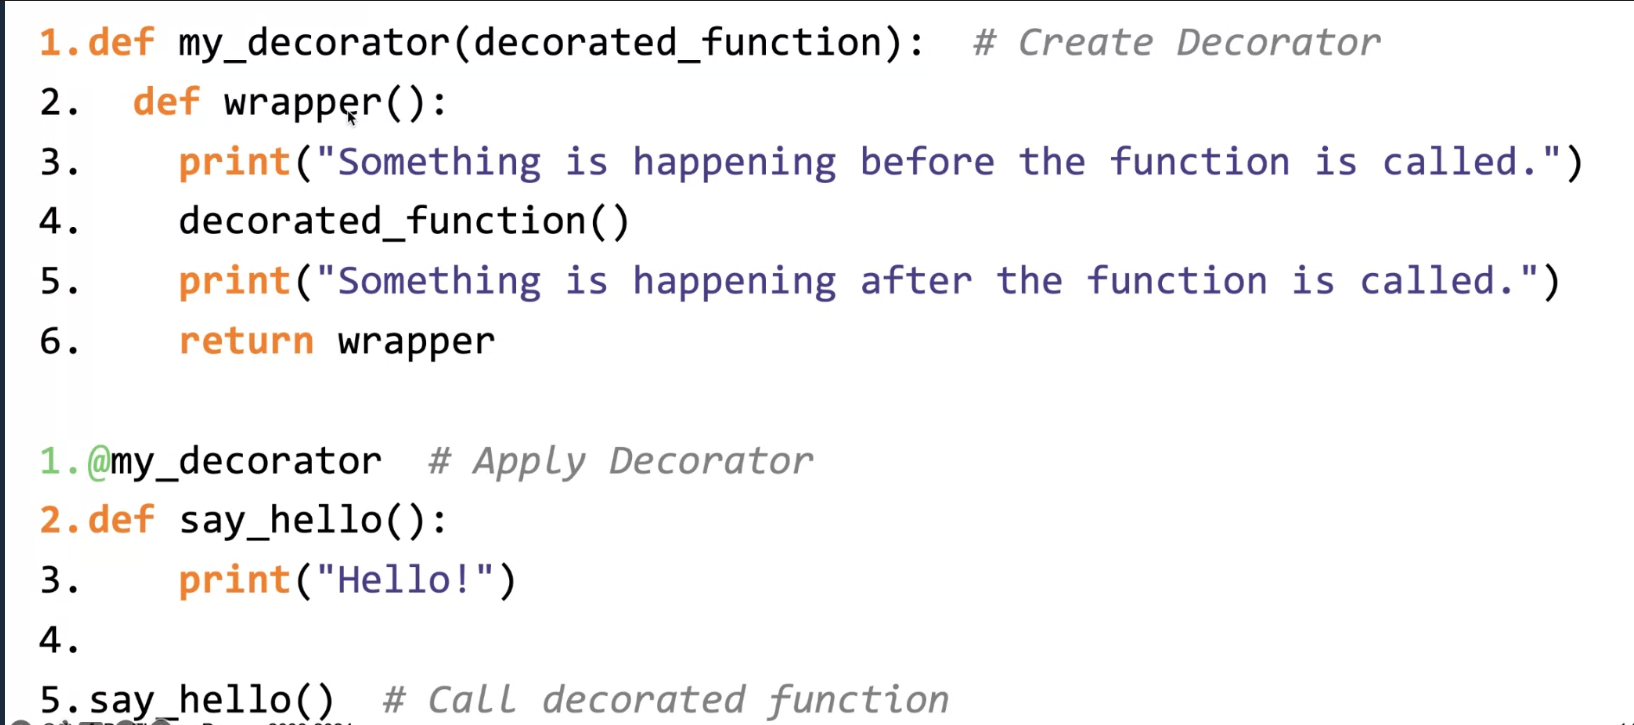 1.def my_decorator(decorated_function):  # Create Decorator
2.  def wrapper():
3.    print("Something is happening before the function is called.")
4.    decorated_function()
5.    print("Something is happening after the function is called.")
6.    return wrapper
1.@my_decorator  # Apply Decorator
2.def say_hello():
3.    print("Hello!")
4.
5.say_hello()  # Call decorated function